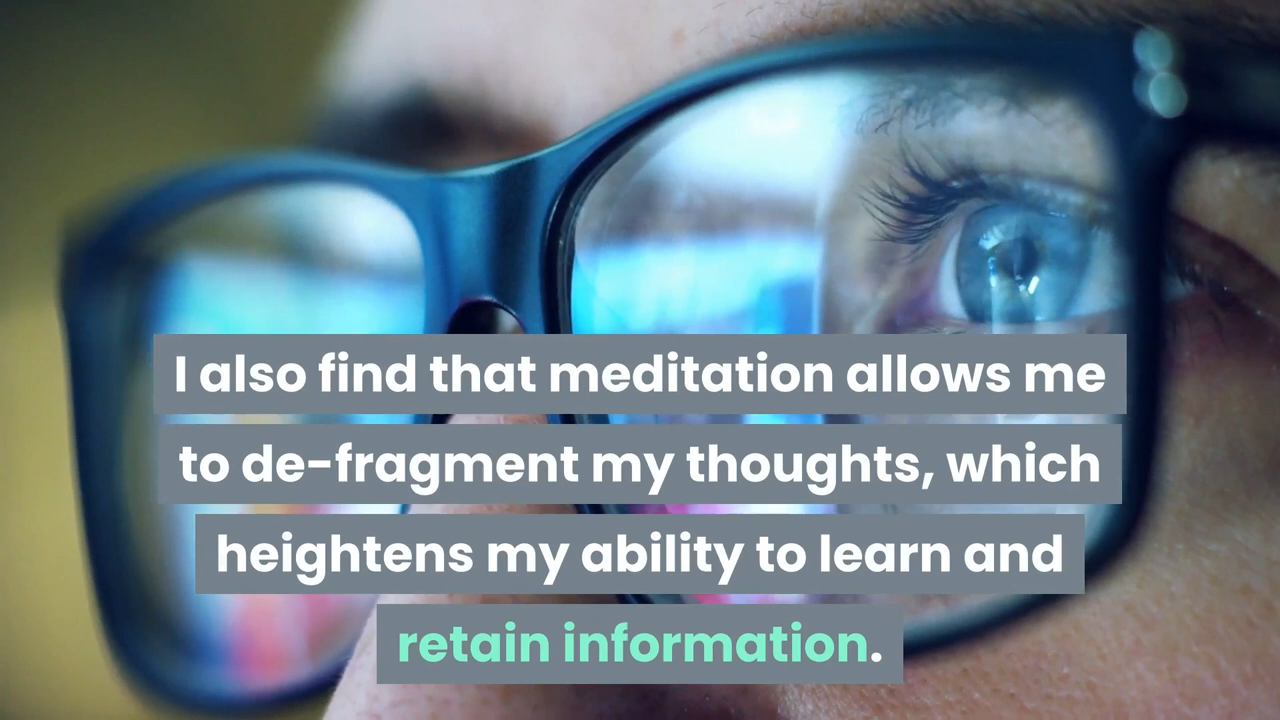 I also find that meditation allows me
to de-fragment my thoughts, which
heightens my ability to learn and
retain information.